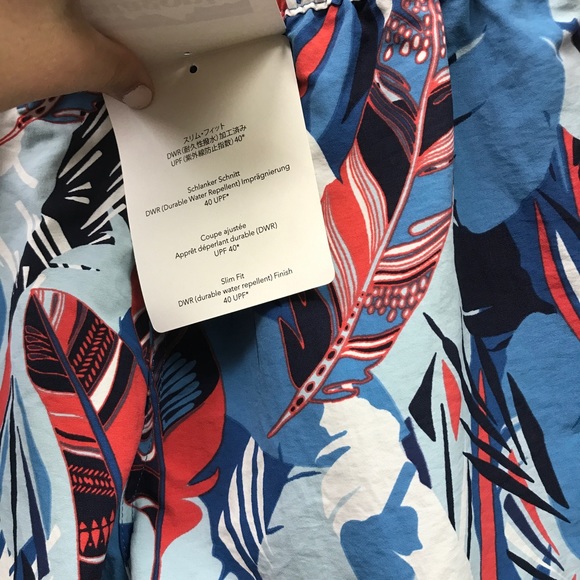 スリム・フィット
DWR（耐久性撥水）加工済み
UPF（紫外線防止指数）40*
Schlanker Schnitt
DWR (Durable Water Repellent) Imprägnierung
40 UPF*
Coupe ajustée
Apprêt déperlant durable (DWR)
UPF 40*
Slim Fit
DWR (durable water repellent) Finish
40 UPF*